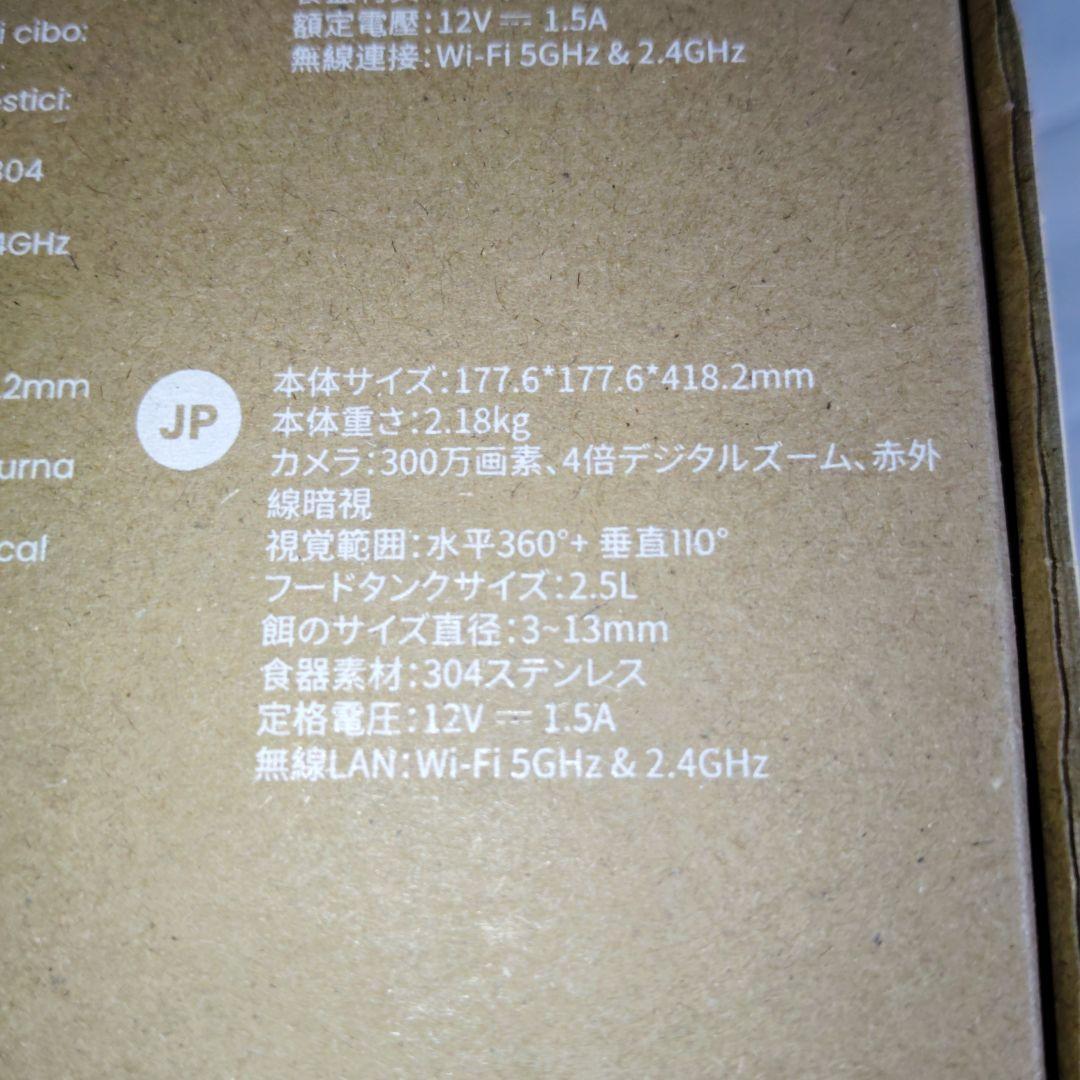 額定電壓:12V ⎓ 1.5A
無線連接:Wi-Fi 5GHz & 2.4GHz
i cibo:
stici:
304
4GHz
.2mm
urna
cal
JP
本体サイズ:177.6*177.6*418.2mm
本体重さ:2.18kg
カメラ:300万画素、4倍デジタルズーム、赤外
線暗視
視覚範囲:水平360°+ 垂直110°
フードタンクサイズ:2.5L
餌のサイズ直径:3~13mm
食器素材:304ステンレス
定格電圧:12V ⎓ 1.5A
無線LAN:Wi-Fi 5GHz & 2.4GHz